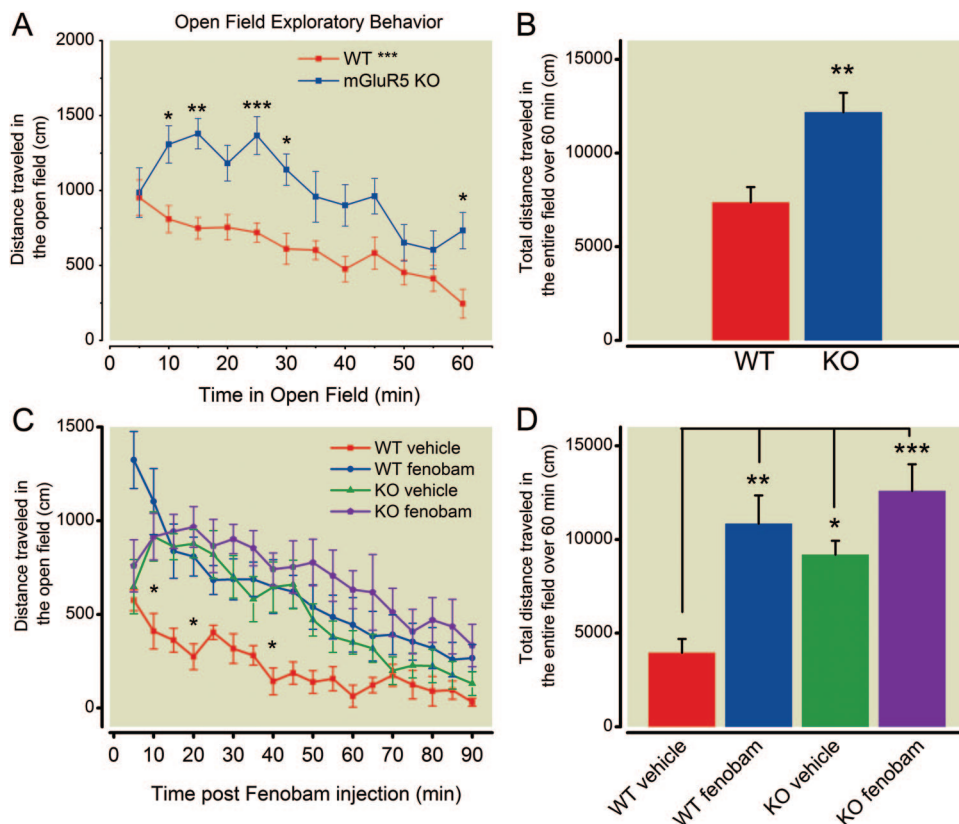 A
Open Field Exploratory Behavior
2000
1500
1000
500
0
Distance traveled in
the open field (cm)
WT ***
mGluR5 KO
*
**
***
*
*
10
20
30
40
50
60
Time in Open Field (min)
B
15000
10000
5000
0
Total distance traveled in
the entire field over 60 min (cm)
**
WT
KO
C
1500
1000
500
0
Distance traveled in
the open field (cm)
WT vehicle
WT fenobam
KO vehicle
KO fenobam
*
*
*
0
10
20
30
40
50
60
70
80
90
Time post Fenobam injection (min)
D
15000
10000
5000
0
Total distance traveled in
the entire field over 60 min (cm)
**
*
***
WT vehicle
WT fenobam
KO vehicle
KO fenobam